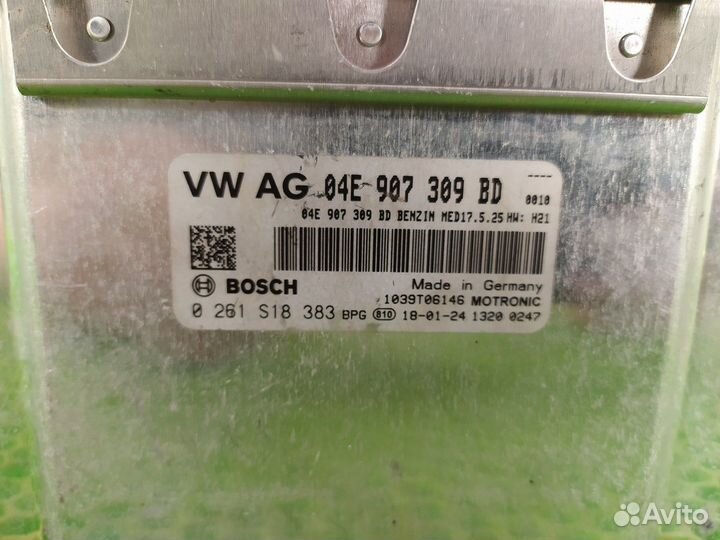 VW AG 04E 907 309 BD 0010
04E 907 309 BD BENZIN MED17.5.25 HW: H21
BOSCH Made in Germany
1039T06146 MOTRONIC
0 261 S18 383 BPG 810 18-01-24 1320 0247
Avito